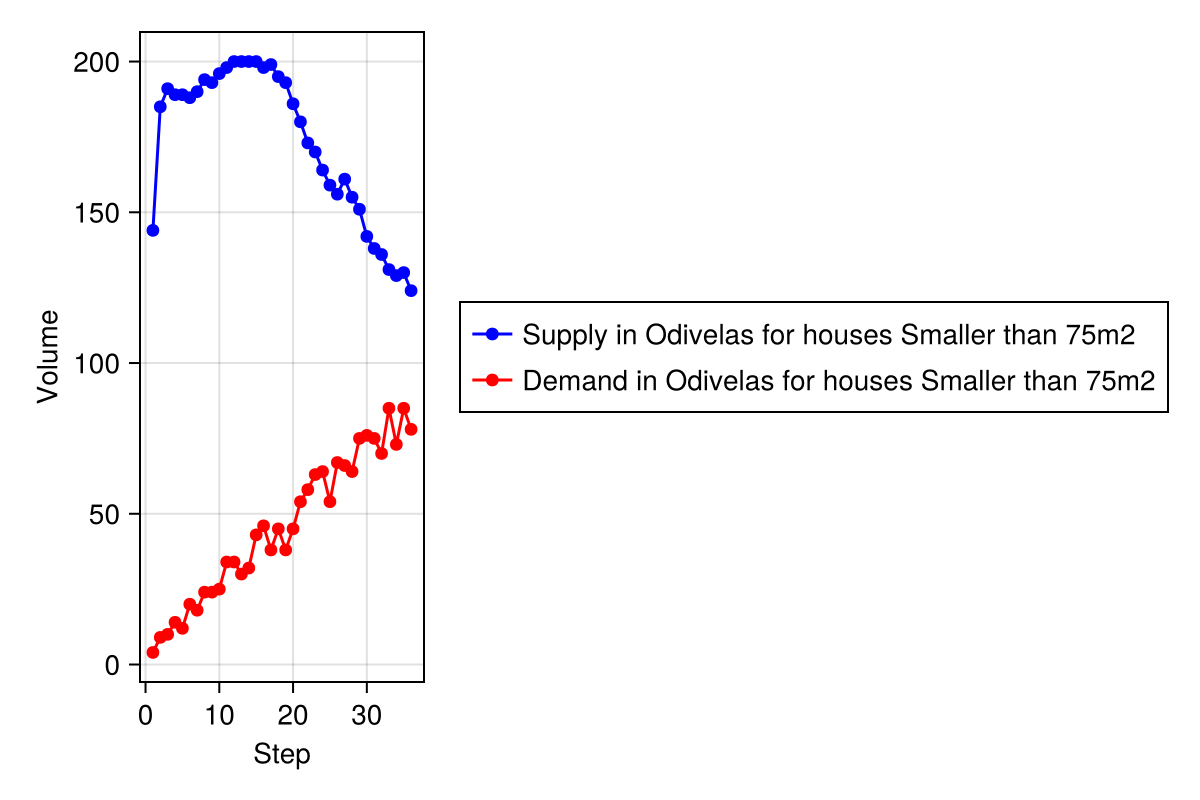 200
150
100
50
0
Volume
0 10 20 30
Step
Supply in Odivelas for houses Smaller than 75m2
Demand in Odivelas for houses Smaller than 75m2